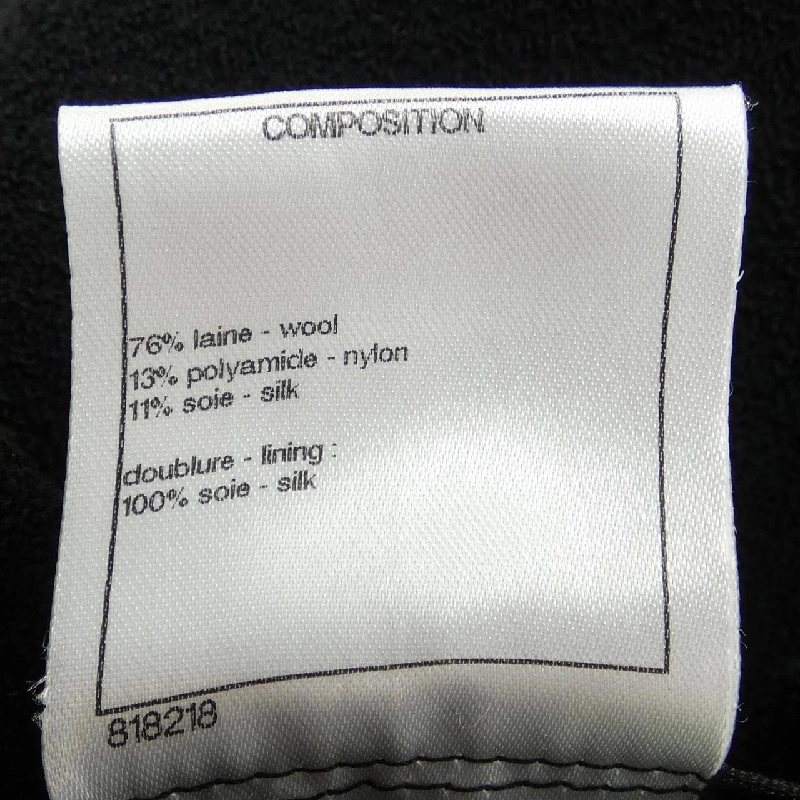 COMPOSITION
76% laine - wool
13% polyamide - nylon
11% soie - silk
doublure - lining :
100% soie - silk
818218